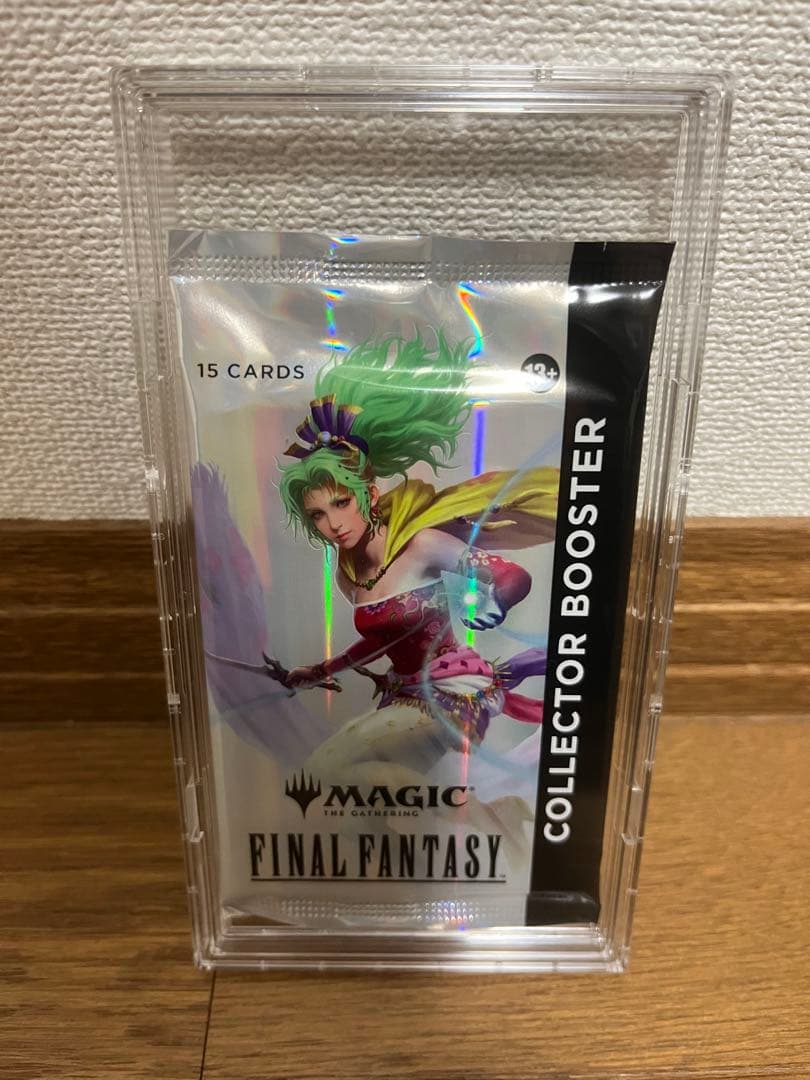 15 CARDS
13+
COLLECTOR BOOSTER
MAGIC
THE GATHERING
FINAL FANTASY